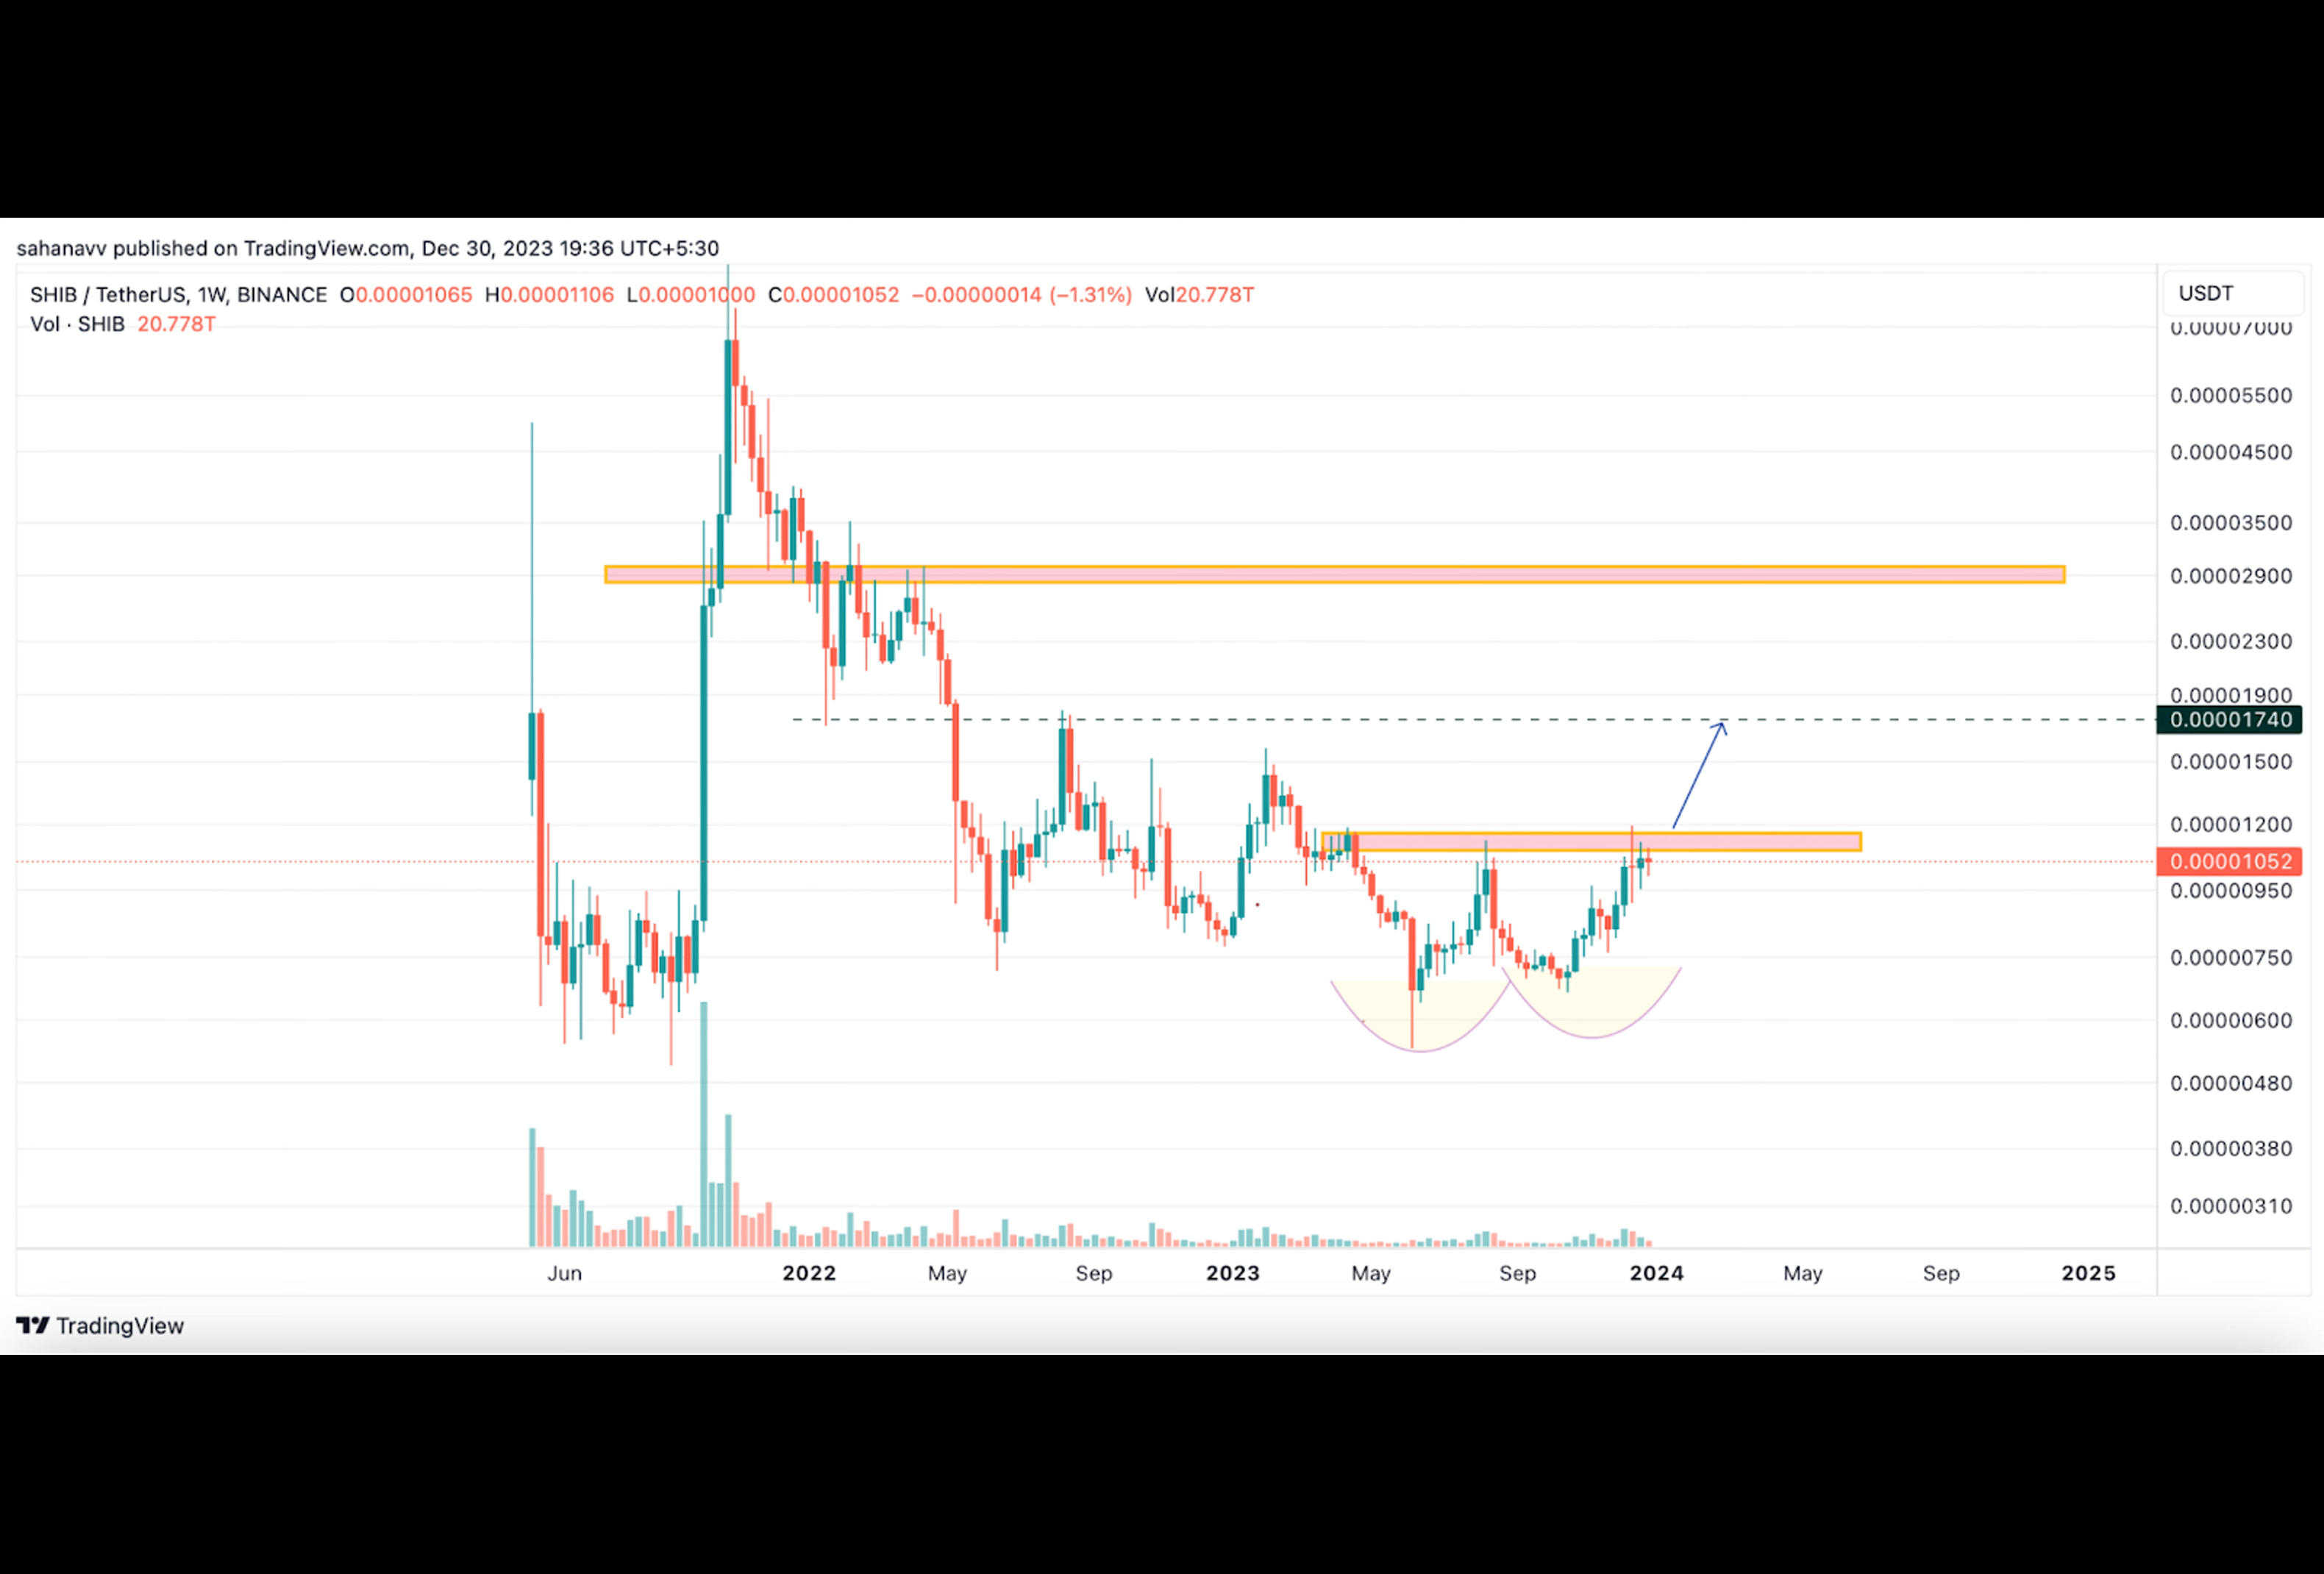 sahanavv published on TradingView.com, Dec 30, 2023 19:36 UTC+5:30
SHIB / TetherUS, 1W, BINANCE O0.00001065 H0.00001106 L0.00001000 C0.00001052 −0.00000014 (−1.31%) Vol20.778T
Vol · SHIB 20.778T
USDT
0.00007000
0.00005500
0.00004500
0.00003500
0.00002900
0.00002300
0.00001900
0.00001740
0.00001500
0.00001200
0.00001052
0.00000950
0.00000750
0.00000600
0.00000480
0.00000380
0.00000310
Jun 2022 May Sep 2023 May Sep 2024 May Sep 2025
TradingView